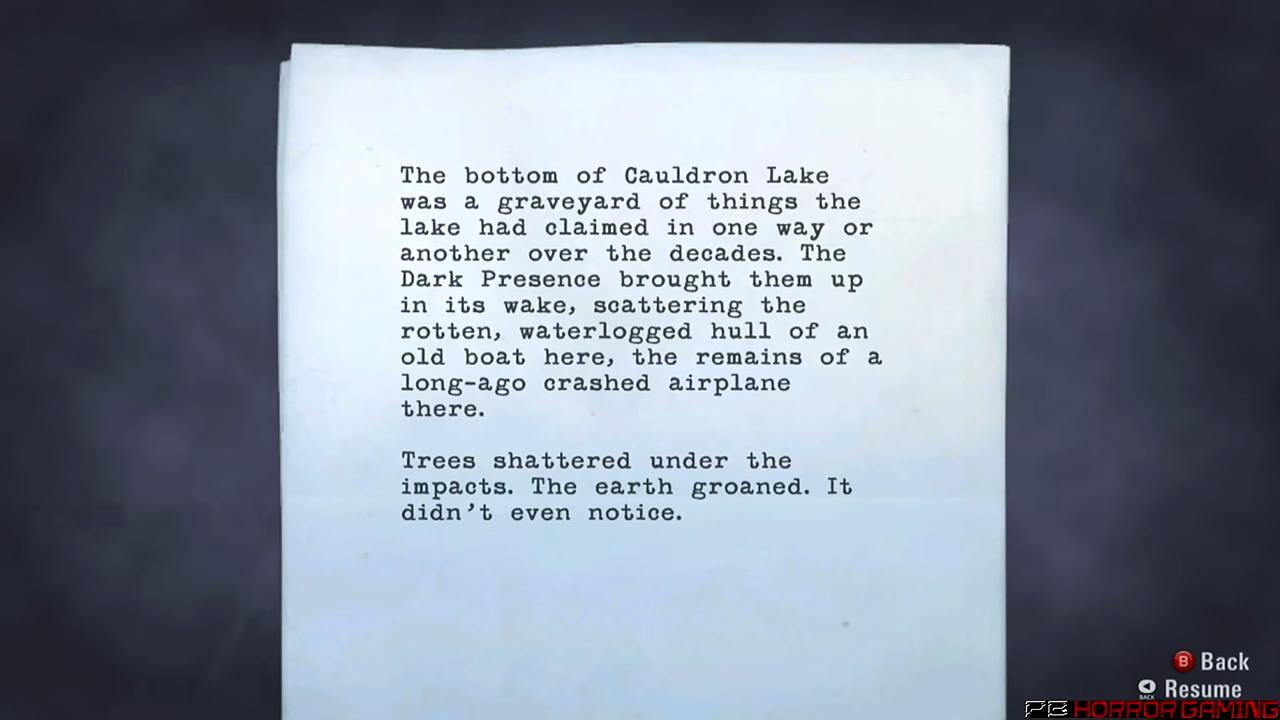 The bottom of Cauldron Lake
was a graveyard of things the
lake had claimed in one way or
another over the decades. The
Dark Presence brought them up
in its wake, scattering the
rotten, waterlogged hull of an
old boat here, the remains of a
long-ago crashed airplane
there.
Trees shattered under the
impacts. The earth groaned. It
didn't even notice.
B Back
BACK Resume
HORROR GAMING